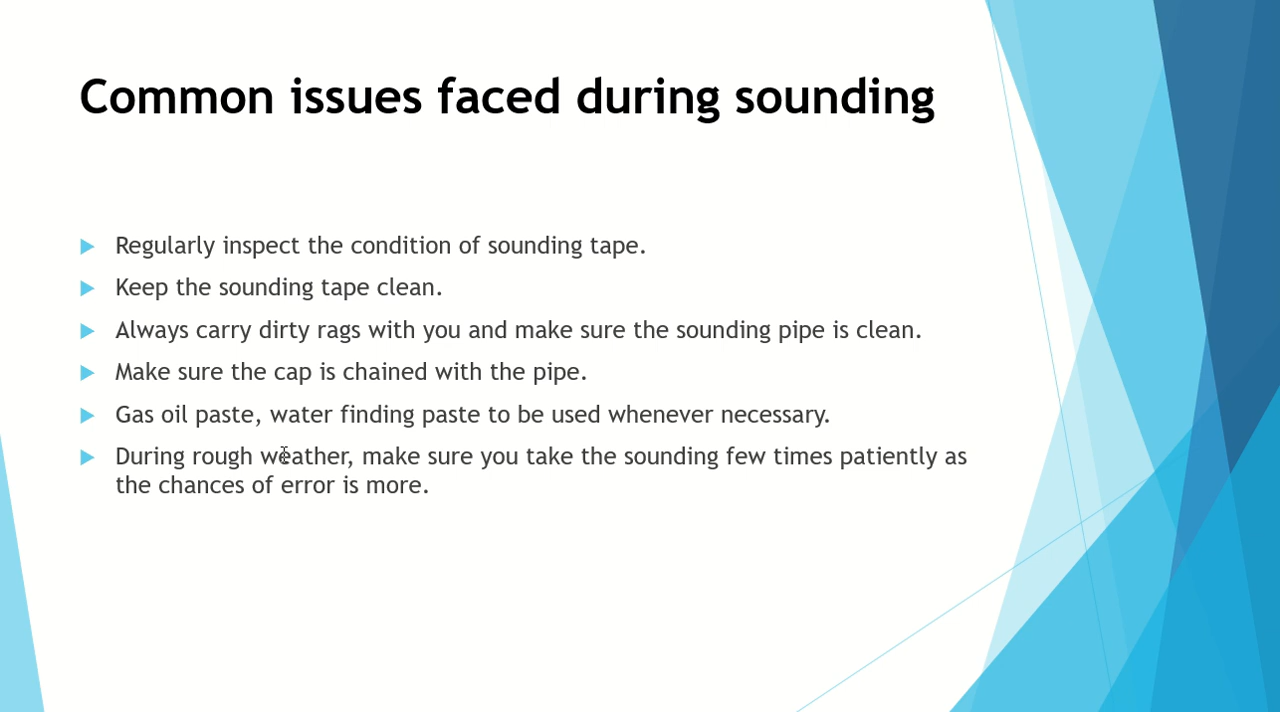 Common issues faced during sounding
Regularly inspect the condition of sounding tape.
Keep the sounding tape clean.
Always carry dirty rags with you and make sure the sounding pipe is clean.
Make sure the cap is chained with the pipe.
Gas oil paste, water finding paste to be used whenever necessary.
During rough weather, make sure you take the sounding few times patiently as
the chances of error is more.